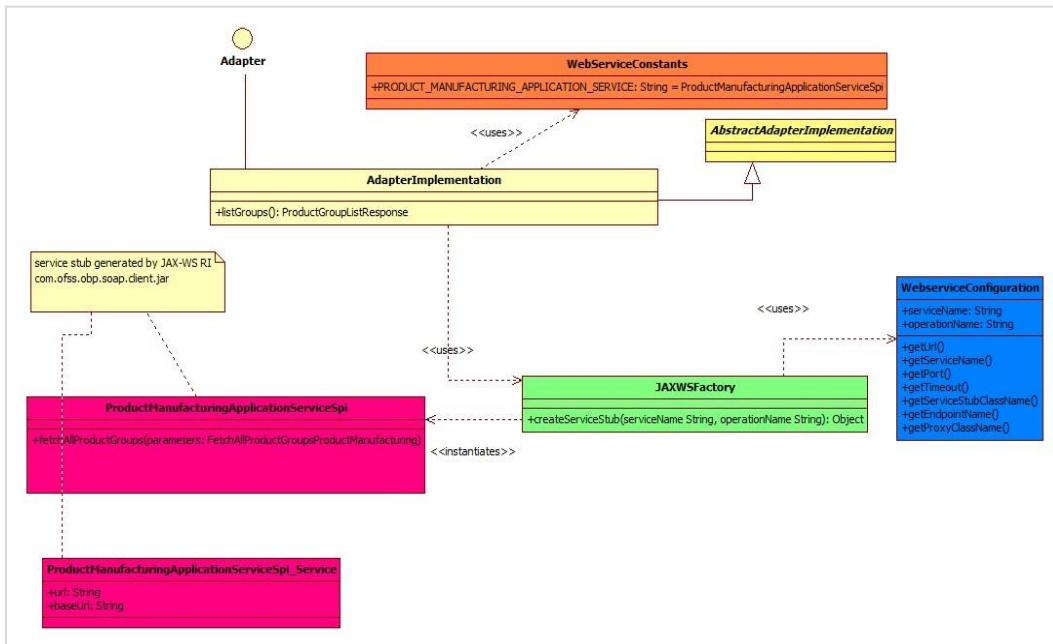 Adapter
WebServiceConstants
+PRODUCT_MANUFACTURING_APPLICATION_SERVICE: String = ProductManufacturingApplicationServiceSpi
<<uses>>
AbstractAdapterImplementation
AdapterImplementation
+listGroups(): ProductGroupListResponse
service stub generated by JAX-WS RI
com.ofss.obp.soap.client.jar
WebserviceConfiguration
+serviceName: String
+operationName: String
+getUrl()
+getServiceName()
+getPort()
+getTimeout()
+getServiceStubClassName()
+getEndpointName()
+getProxyClassName()
<<uses>>
<<uses>>
JAXWSFactory
+createServiceStub(serviceName String, operationName String): Object
ProductManufacturingApplicationServiceSpi
+fetchAllProductGroups(parameters: FetchAllProductGroupsProductManufacturing)
<<instantiates>>
ProductManufacturingApplicationServiceSpi_Service
+url: String
+baseUrl: String